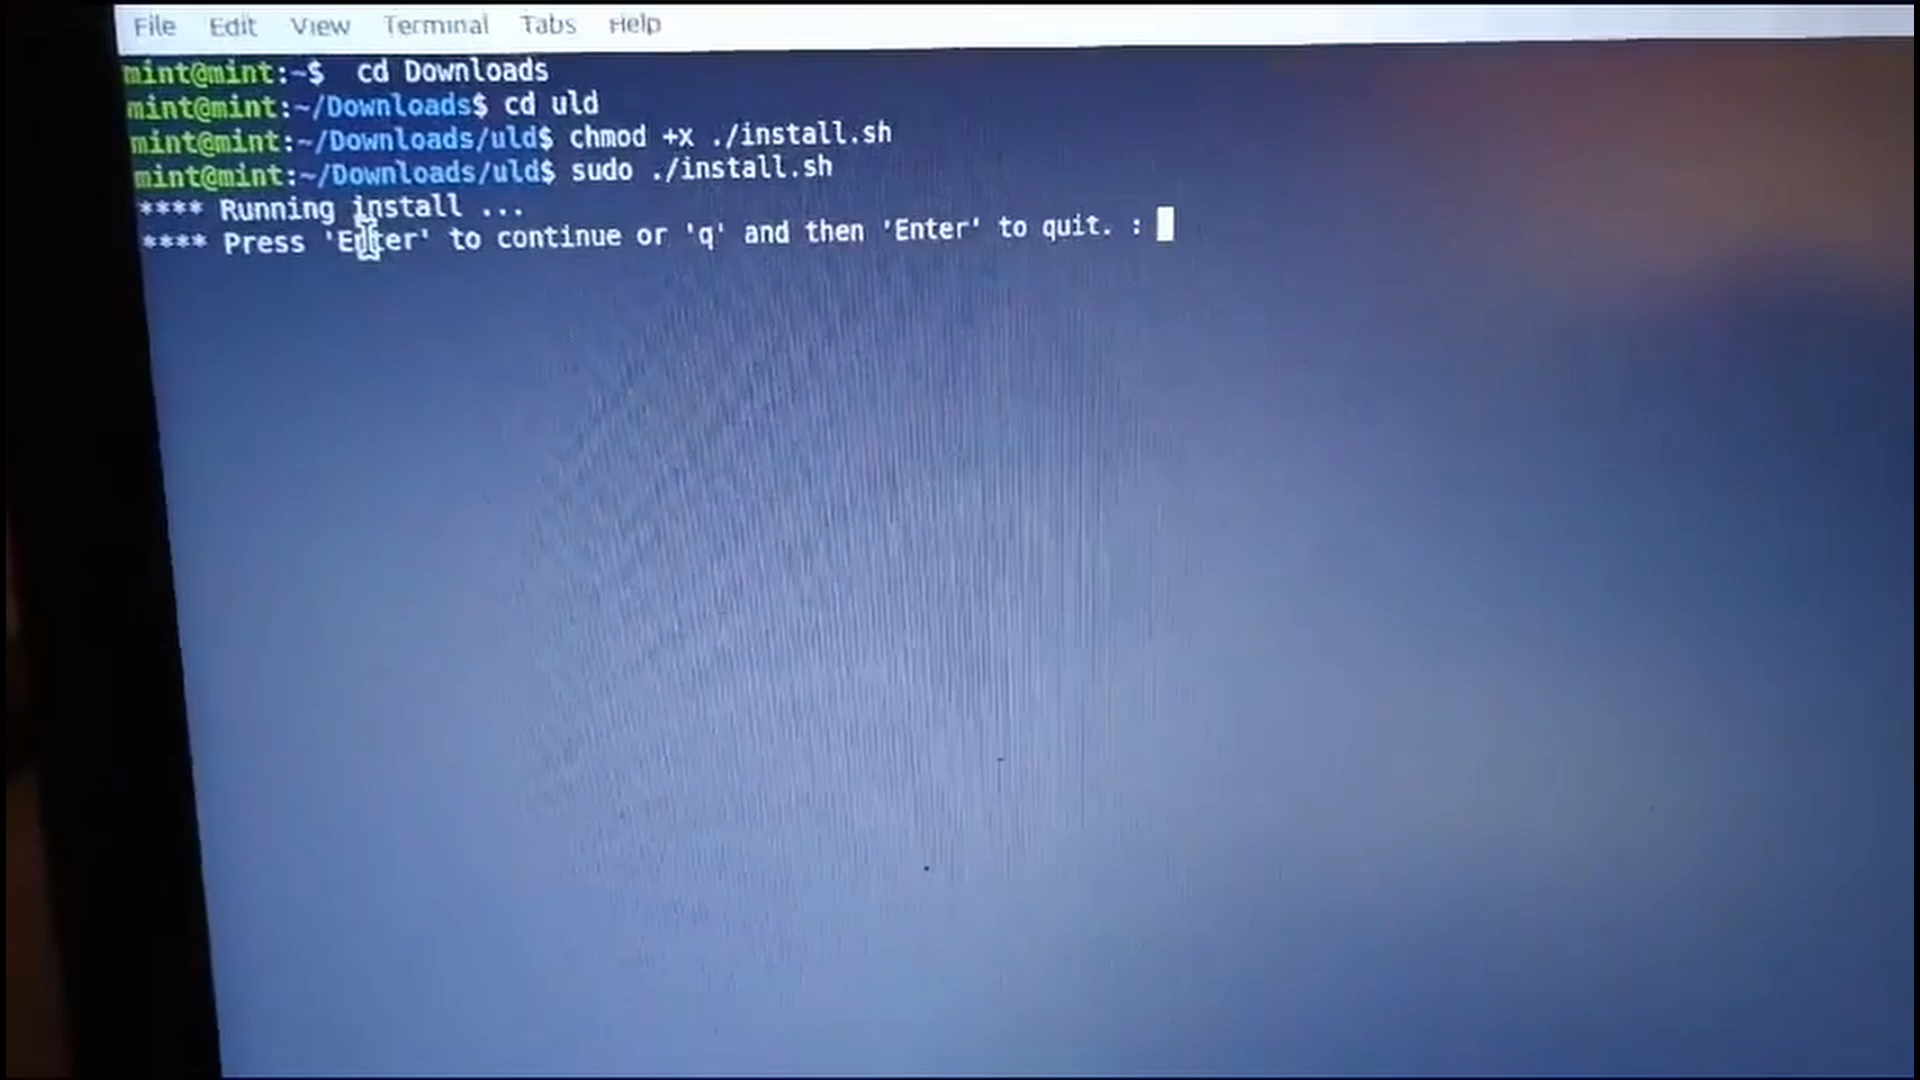 File Edit View Terminal Tabs Help
mint@mint:~$  cd Downloads
mint@mint:~/Downloads$ cd uld
mint@mint:~/Downloads/uld$ chmod +x ./install.sh
mint@mint:~/Downloads/uld$ sudo ./install.sh
**** Running install ...
**** Press 'Enter' to continue or 'q' and then 'Enter' to quit. :